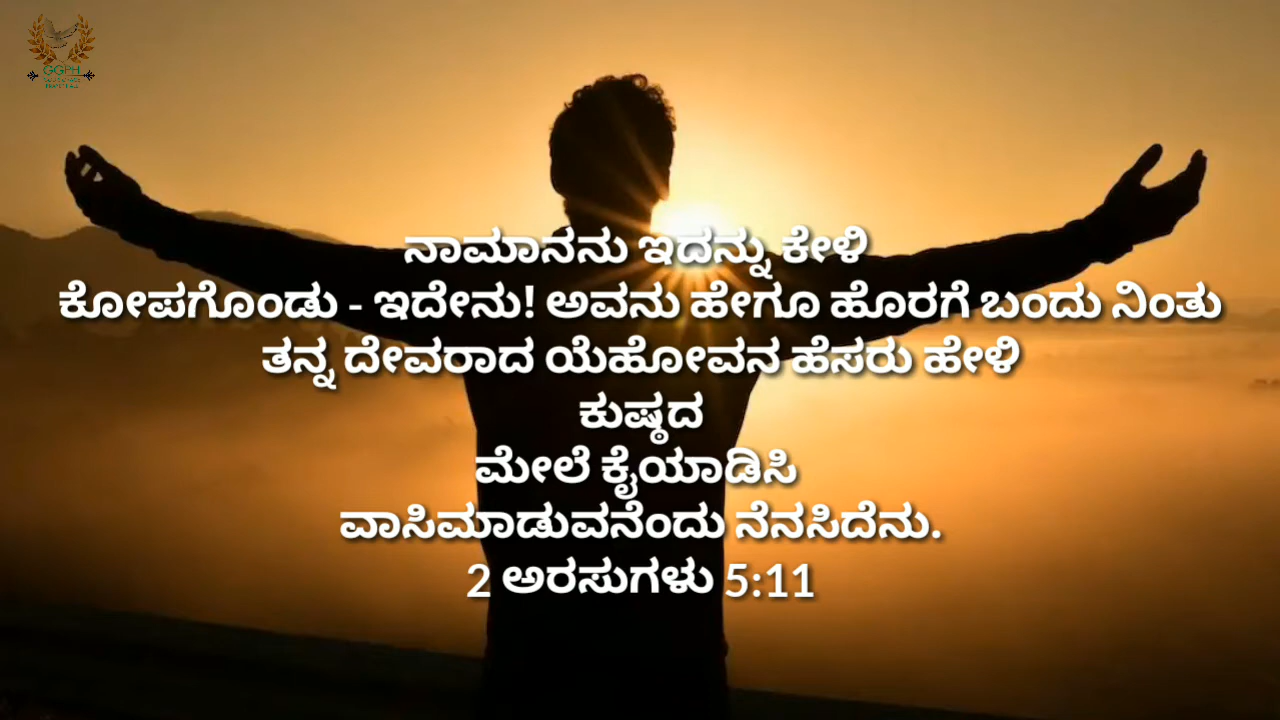 GGPH
ನಾಮಾನನು ಇದನ್ನು ಕೇಳಿ
ಕೋಪಗೊಂಡು - ಇದೇನು! ಅವನು ಹೇಗೂ ಹೊರಗೆ ಬಂದು ನಿಂತು
ತನ್ನ ದೇವರಾದ ಯೆಹೋವನ ಹೆಸರು ಹೇಳಿ
ಕುಷ್ಠದ
ಮೇಲೆ ಕೈಯಾಡಿಸಿ
ವಾಸಿಮಾಡುವನೆಂದು ನೆನಸಿದೆನು.
2 ಅರಸುಗಳು 5:11